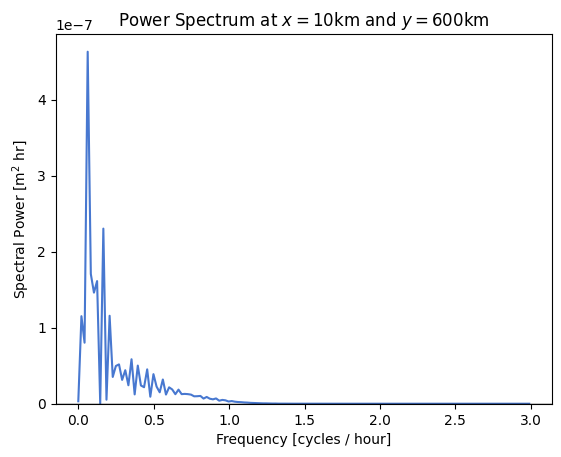 Power Spectrum at x = 10km and y = 600km
1e−7
4
3
2
1
0
Spectral Power [m² hr]
0.0 0.5 1.0 1.5 2.0 2.5 3.0
Frequency [cycles / hour]